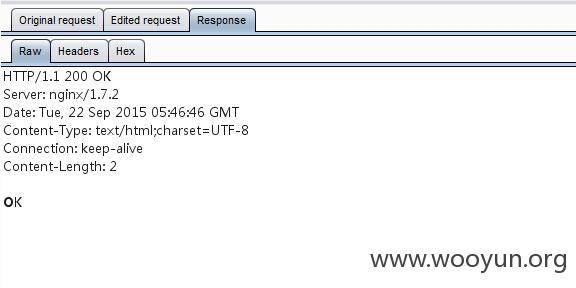 Original request Edited request Response
Raw Headers Hex
HTTP/1.1 200 OK
Server: nginx/1.7.2
Date: Tue, 22 Sep 2015 05:46:46 GMT
Content-Type: text/html;charset=UTF-8
Connection: keep-alive
Content-Length: 2
OK
www.wooyun.org